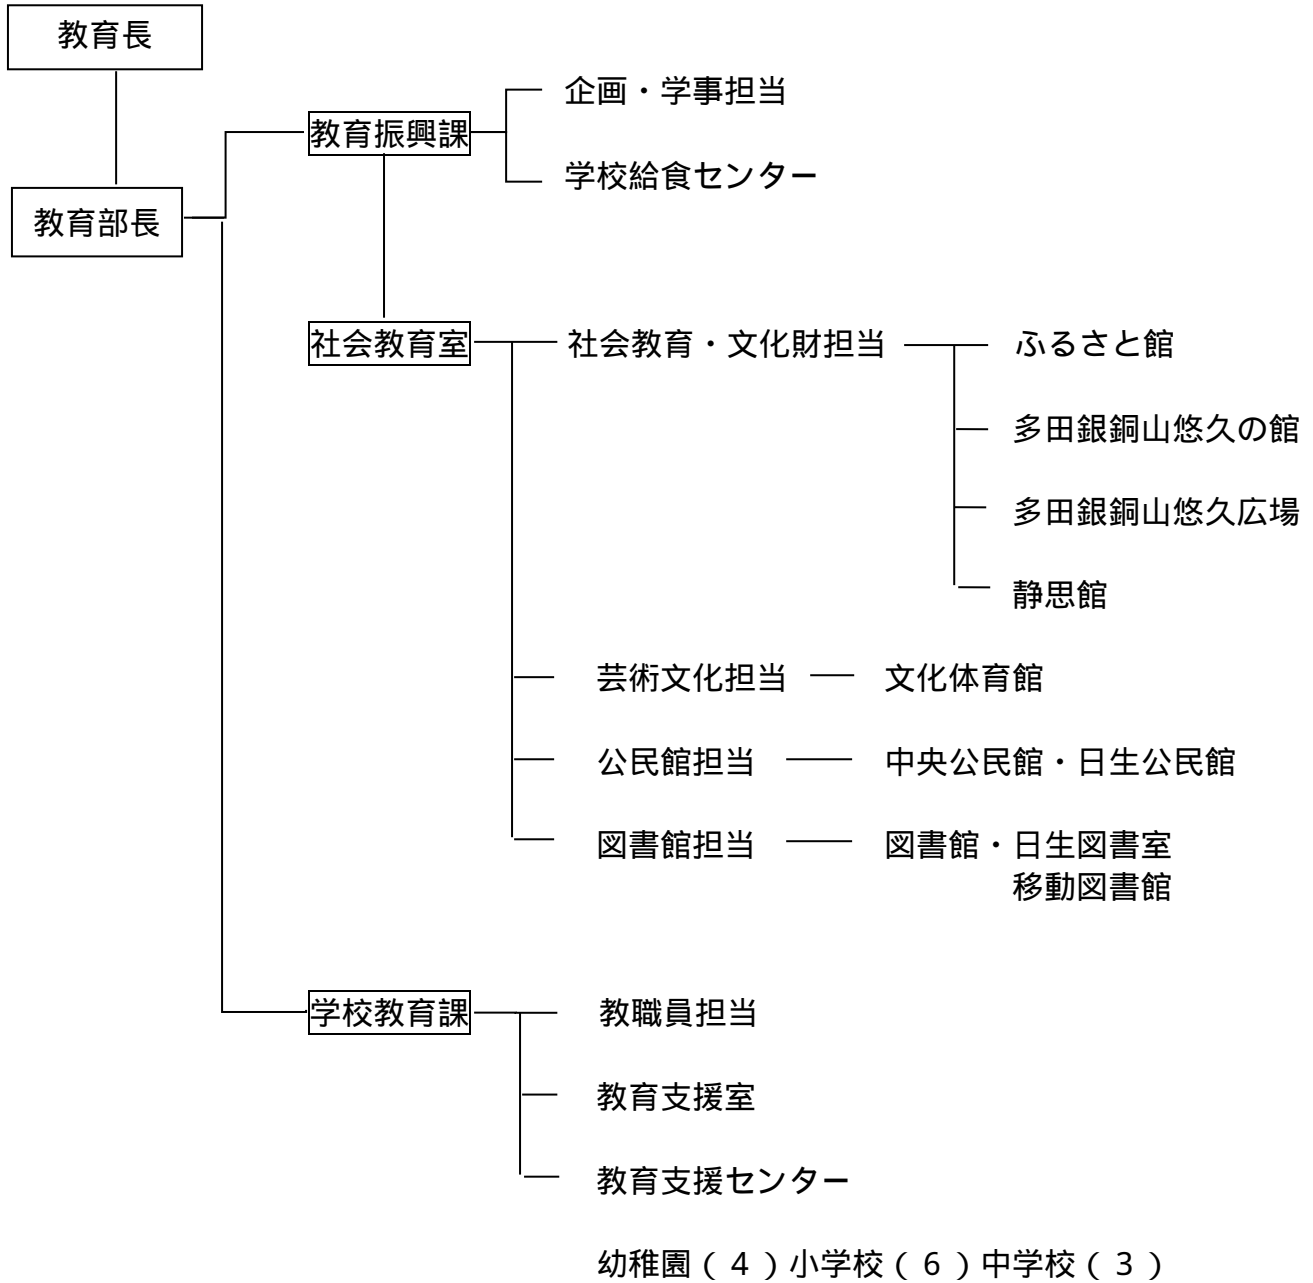 教育長
企画・学事担当
教育振興課
学校給食センター
教育部長
社会教育室 社会教育・文化財担当 ふるさと館
多田銀銅山悠久の館
多田銀銅山悠久広場
静思館
芸術文化担当 文化体育館
公民館担当 中央公民館・日生公民館
図書館担当 図書館・日生図書室
移動図書館
学校教育課 教職員担当
教育支援室
教育支援センター
幼稚園(4)小学校(6)中学校(3)